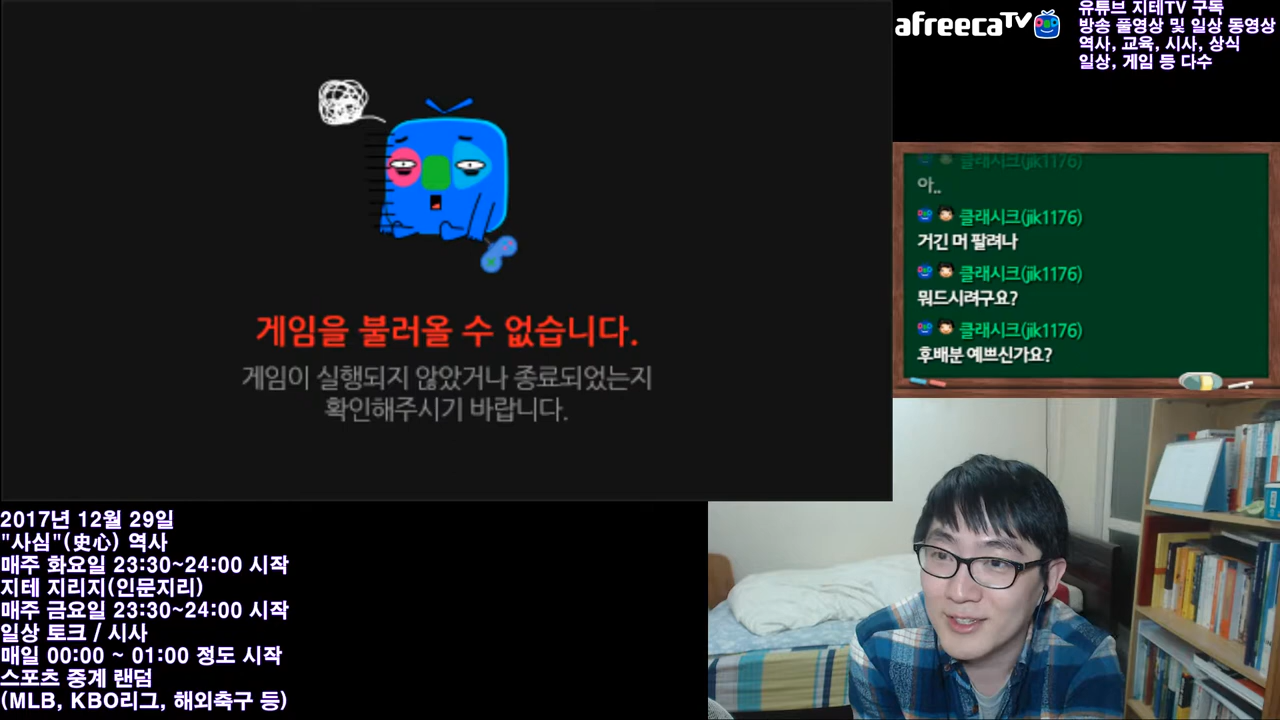 게임을 불러올 수 없습니다.
게임이 실행되지 않았거나 종료되었는지
확인해주시기 바랍니다.
afreecaTV
유튜브 지테TV 구독
방송 풀영상 및 일상 동영상
역사, 교육, 시사, 상식
일상, 게임 등 다수
클래시크(jik1176)
아..
클래시크(jik1176)
거긴 머 팔려나
클래시크(jik1176)
뭐드시려구요?
클래시크(jik1176)
후배분 예쁘신가요?
2017년 12월 29일
"사심"(史心) 역사
매주 화요일 23:30~24:00 시작
지테 지리지(인문지리)
매주 금요일 23:30~24:00 시작
일상 토크 / 시사
매일 00:00 ~ 01:00 정도 시작
스포츠 중계 랜덤
(MLB, KBO리그, 해외축구 등)